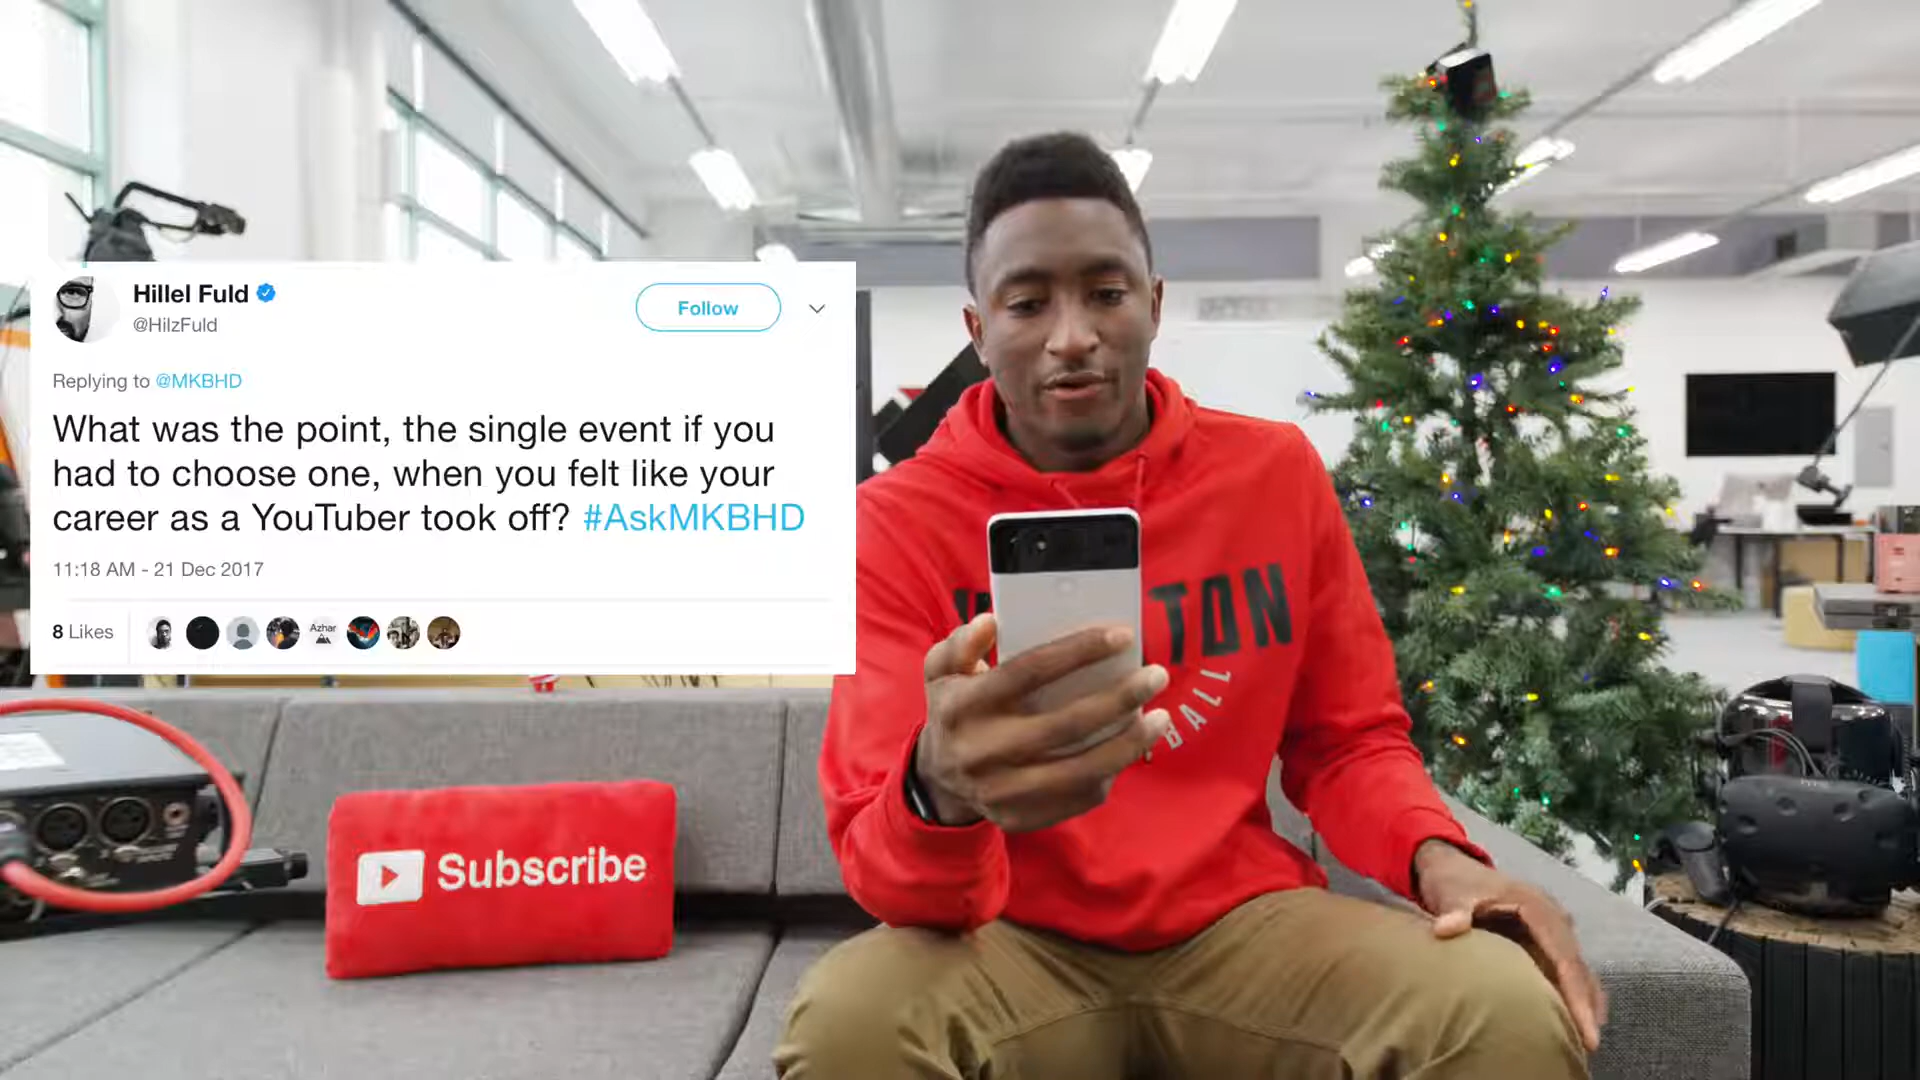 Hillel Fuld
@HilzFuld
Follow
Replying to @MKBHD
What was the point, the single event if you
had to choose one, when you felt like your
career as a YouTuber took off? #AskMKBHD
11:18 AM - 21 Dec 2017
8 Likes
Azhar
TON
BALL
Subscribe